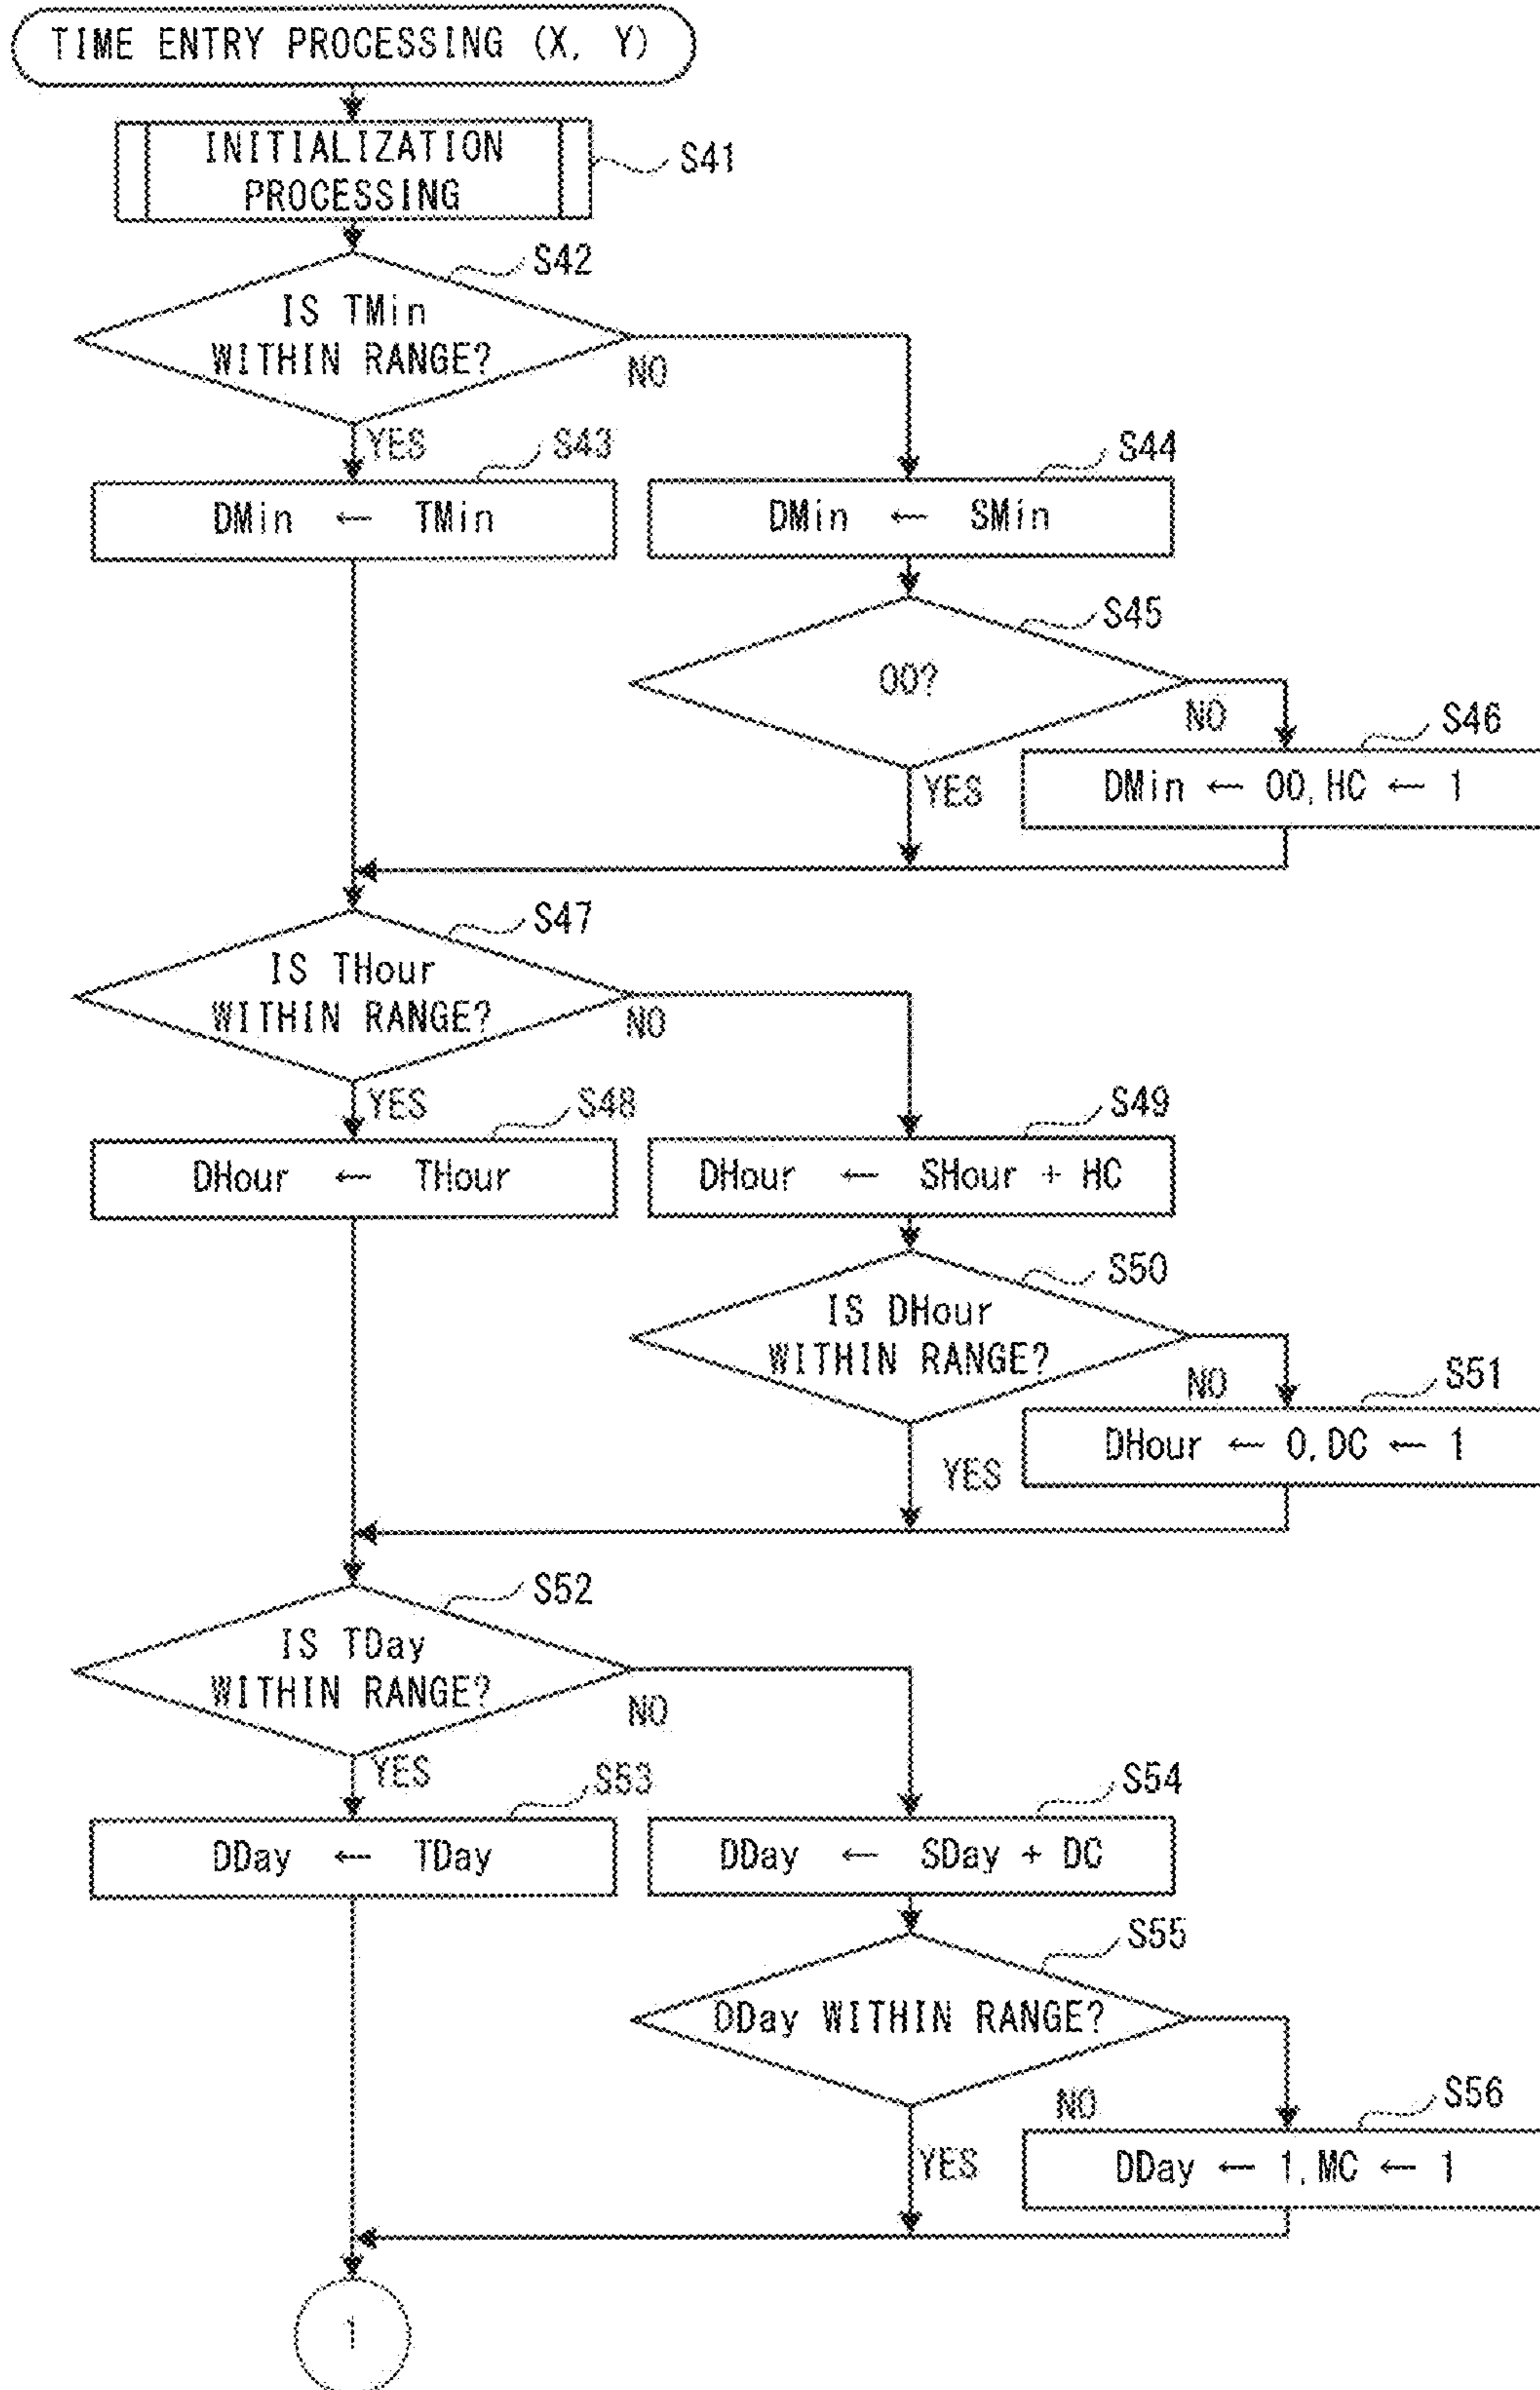 TIME ENTRY PROCESSING (X, Y)
INITIALIZATION
PROCESSING
S41
S42
IS TMin
WITHIN RANGE?
NO
YES
S43
S44
DMin ← TMin
DMin ← SMin
S45
00?
NO
S46
YES
DMin ← 00, HC ← 1
S47
IS THour
WITHIN RANGE?
NO
YES
S48
S49
DHour ← THour
DHour ← SHour + HC
S50
IS DHour
WITHIN RANGE?
NO
S51
YES
DHour ← 0, DC ← 1
S52
IS TDay
WITHIN RANGE?
NO
YES
S53
S54
DDay ← TDay
DDay ← SDay + DC
S55
DDay WITHIN RANGE?
NO
S56
YES
DDay ← 1, MC ← 1
1